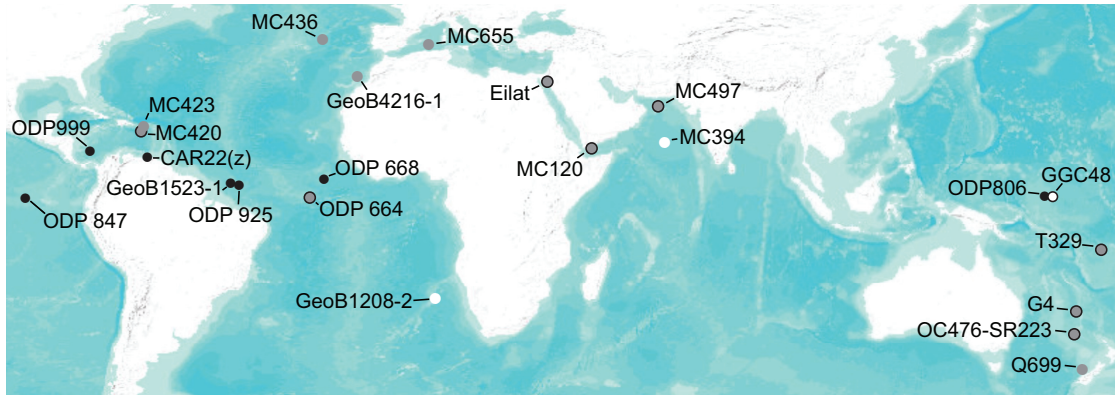 MC436
MC655
Eilat
GeoB4216-1
MC497
MC423
ODP999
MC420
MC394
CAR22(z)
ODP 668
MC120
GGC48
GeoB1523-1
ODP806
ODP 925
ODP 664
ODP 847
T329
GeoB1208-2
G4
OC476-SR223
Q699